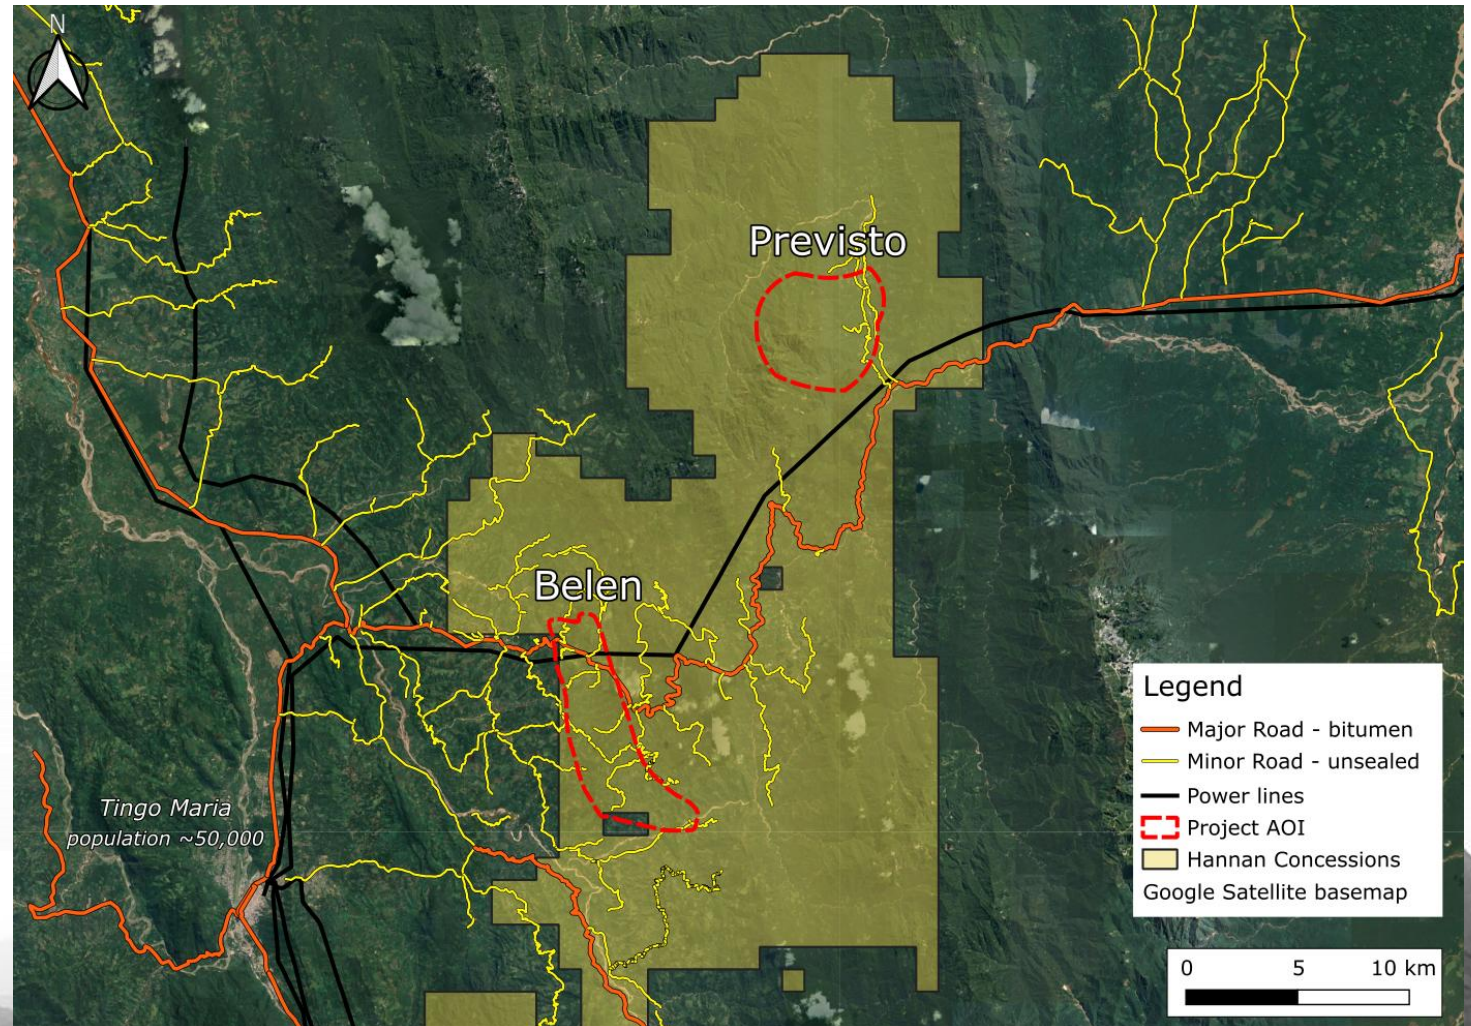 N
Previsto
Belen
Tingo Maria
population ~50,000
Legend
Major Road - bitumen
Minor Road - unsealed
Power lines
Project AOI
Hannan Concessions
Google Satellite basemap
0 5 10 km